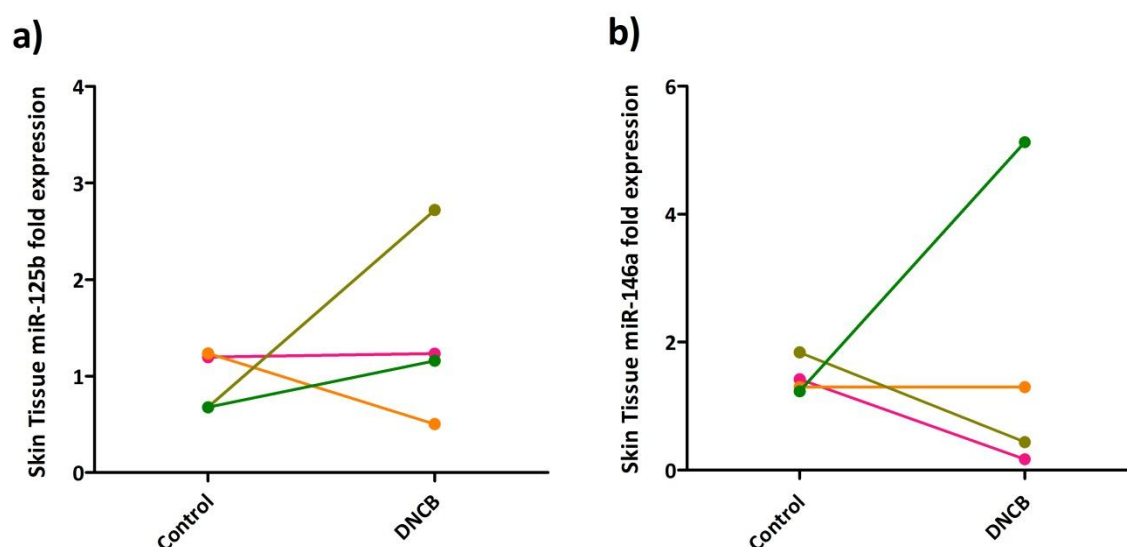 a)
Skin Tissue miR-125b fold expression
4
3
2
1
0
Control
DNCB
b)
Skin Tissue miR-146a fold expression
6
4
2
0
Control
DNCB